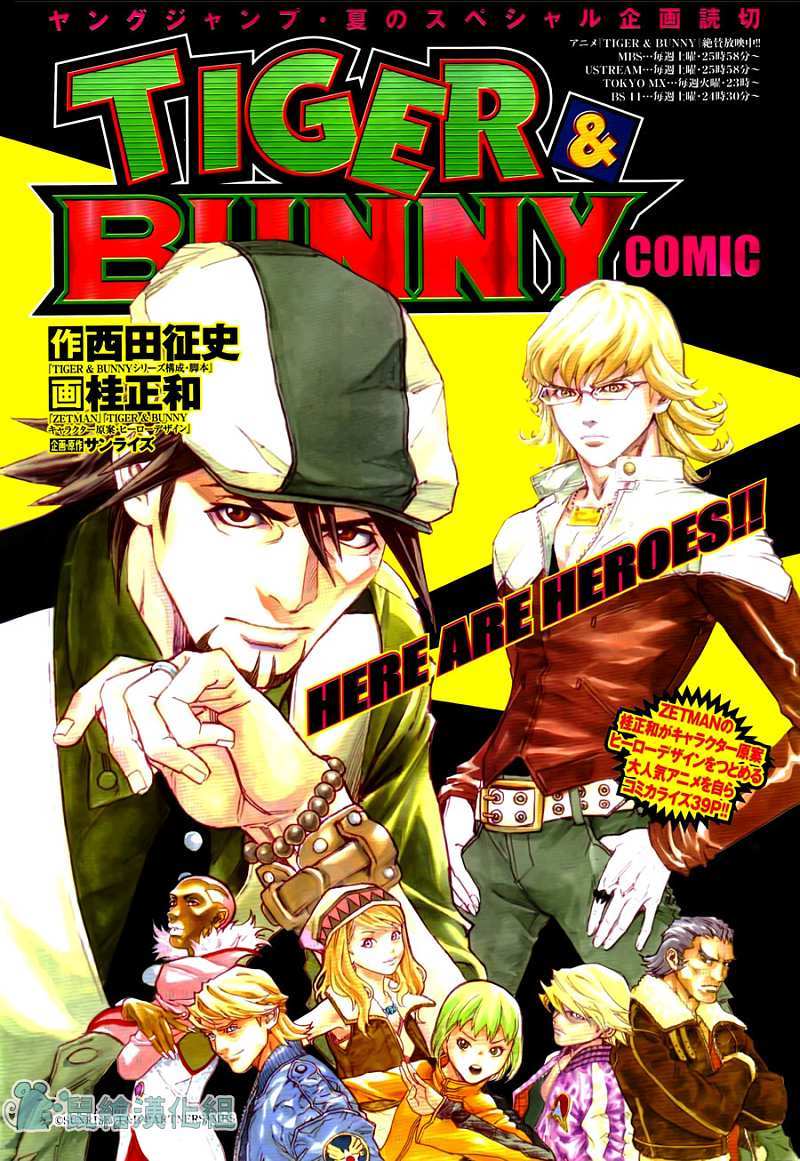 ヤングジャンプ・夏のスペシャル企画読切
アニメ「TIGER & BUNNY」絶賛放映中!!
MBS…毎週土曜・25時58分~
USTREAM…毎週土曜・25時58分~
TOKYO MX…毎週火曜・23時~
BS 11…毎週土曜・24時30分~
TIGER &
BUNNY
COMIC
作 西田征史
『TIGER & BUNNYシリーズ構成・脚本』
画 桂正和
『ZETMAN』『TIGER & BUNNY
キャラクター原案・ヒーローデザイン』
企画・原作 サンライズ
HERE ARE HEROES!!
ZETMANの
桂正和がキャラクター原案
ヒーローデザインをつとめる
大人気アニメを自ら
コミカライズ39P!!
漢化組